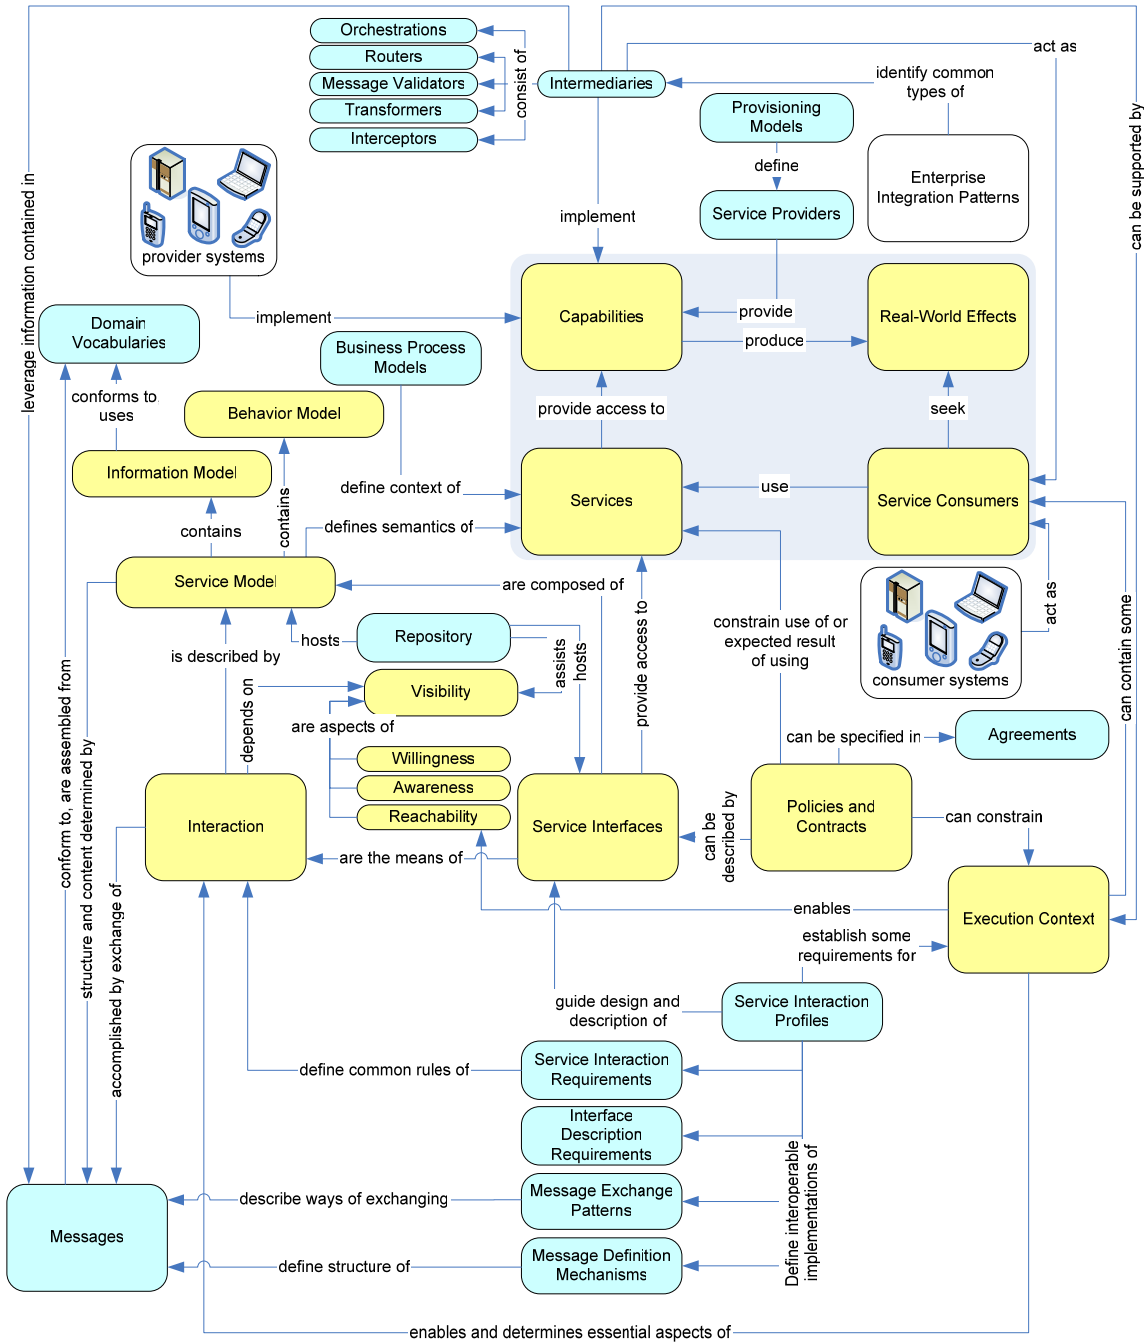 Orchestrations
Routers
Message Validators
Transformers
Interceptors
consist of
Intermediaries
act as
identify common
types of
Provisioning
Models
define
Service Providers
Enterprise
Integration Patterns
can be supported by
leverage information contained in
provider systems
implement
implement
Capabilities
provide
produce
Real-World Effects
Domain
Vocabularies
Business Process
Models
conforms to,
uses
Behavior Model
provide access to
seek
Information Model
define context of
Services
use
Service Consumers
contains
contains
defines semantics of
Service Model
are composed of
hosts
Repository
assists
hosts
provide access to
constrain use of or
expected result
of using
act as
consumer systems
can contain some
is described by
depends on
Visibility
are aspects of
Willingness
Awareness
Reachability
can be specified in
Agreements
conform to, are assembled from
structure and content determined by
accomplished by exchange of
Interaction
are the means of
Service Interfaces
can be
described by
Policies and
Contracts
can constrain
enables
Execution Context
establish some
requirements for
guide design and
description of
Service Interaction
Profiles
define common rules of
Service Interaction
Requirements
Interface
Description
Requirements
Define interoperable
implementations of
describe ways of exchanging
Message Exchange
Patterns
Messages
define structure of
Message Definition
Mechanisms
enables and determines essential aspects of